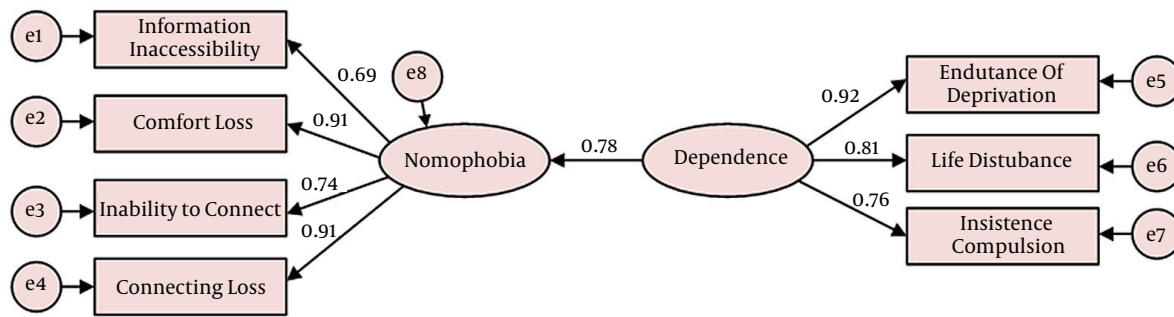 e1
Information
Inaccessibility
0.69
e8
e2
Comfort Loss
0.91
Nomophobia
0.78
Dependence
e3
Inability to Connect
0.74
0.91
e4
Connecting Loss
0.92
Endutance Of
Deprivation
e5
0.81
Life Distubance
e6
0.76
Insistence
Compulsion
e7